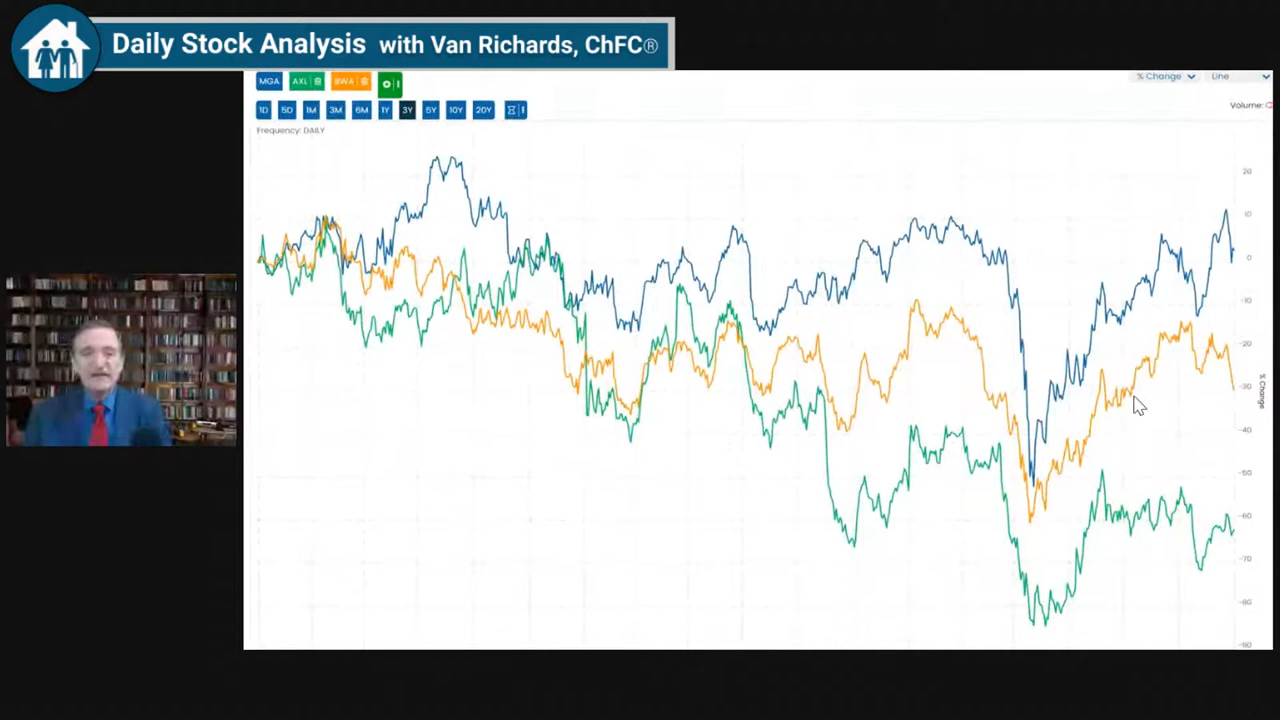 Daily Stock Analysis with Van Richards, ChFC®
MGA AXL BWA
% Change Line
1D 5D 1M 3M 6M 1Y 3Y 5Y 10Y 20Y
Volume:
Frequency: DAILY
20
10
0
-10
-20
-30
% Change
-40
-50
-60
-70
-80
-90